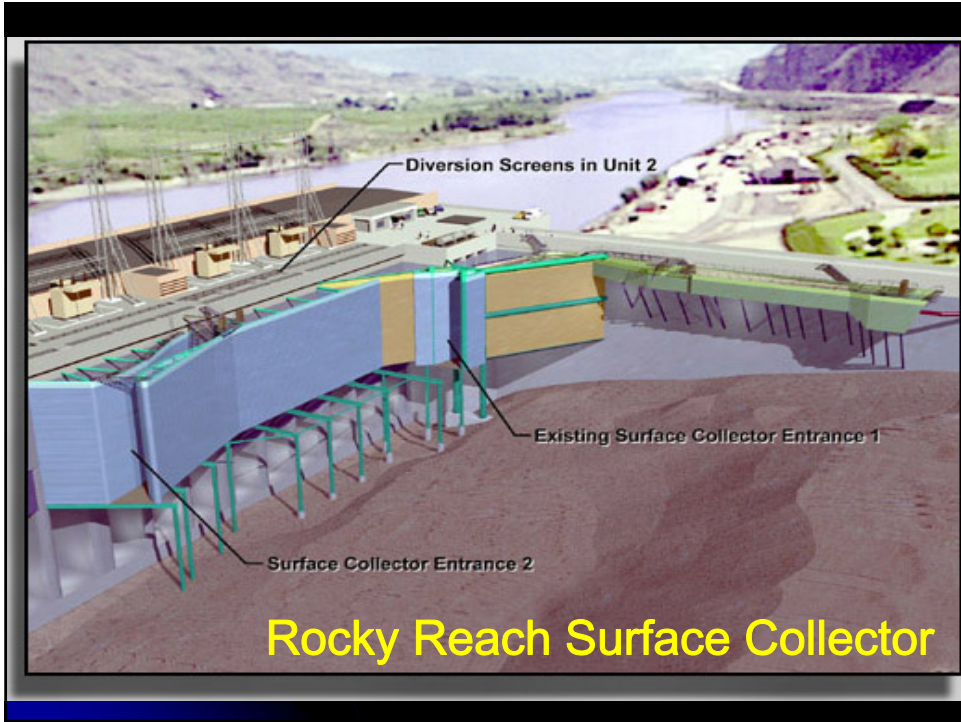 Diversion Screens in Unit 2
Existing Surface Collector Entrance 1
Surface Collector Entrance 2
Rocky Reach Surface Collector